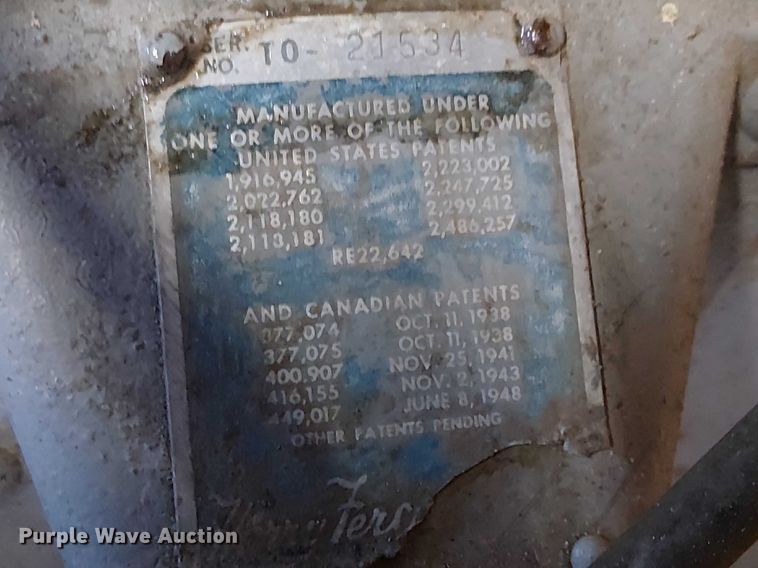 SER. NO. TO- 21534
MANUFACTURED UNDER
ONE OR MORE OF THE FOLLOWING
UNITED STATES PATENTS
1,916,945 2,223,002
2,022,762 2,247,725
2,118,180 2,299,412
2,118,181 2,486,257
RE22,642
AND CANADIAN PATENTS
377,074 OCT. 11, 1938
377,075 OCT. 11, 1938
400,907 NOV. 25, 1941
416,155 NOV. 2, 1943
449,017 JUNE 8, 1948
OTHER PATENTS PENDING
Harry
Purple Wave Auction